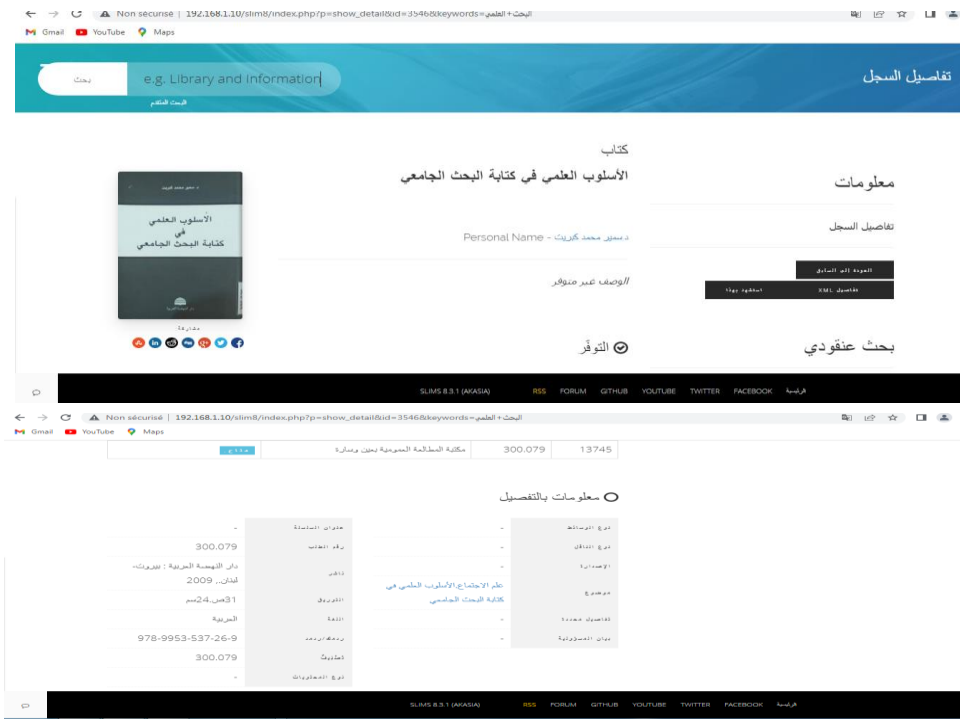 Non sécurisé | 192.168.1.10/slim8/index.php?p=show_detail&id=3546&keywords=البحث+العلمي
Gmail YouTube Maps
تفاصيل السجل
e.g. Library and information
بحث
البحث المتقدم
كتاب
الأسلوب العلمي في كتابة البحث الجامعي
د.سمير محمد كبريت - Personal Name
الوصف غير متوفر
التوفّر
معلومات
تفاصيل السجل
العودة إلى السابق
تفاصيل XML استشهد بهذا
بحث عنقودي
الأسلوب العلمي
في
كتابة البحث الجامعي
مشاركة:
SLIMS 8.3.1 (AKASIA) RSS FORUM GITHUB YOUTUBE TWITTER FACEBOOK الرئيسية
Non sécurisé | 192.168.1.10/slim8/index.php?p=show_detail&id=3546&keywords=البحث+العلمي
Gmail YouTube Maps
13745 300.079 مكتبة المطالعة العمومية يمين وسارة متاح
معلومات بالتفصيل
عنوان السلسلة -
رقم الطلب 300.079
ناشر دار النهضة العربية : بيروت-
لبنان., 2009
التوريق 31ص,24سم
اللغة العربية
ردمك/ردمد 978-9953-537-26-9
تصنيف 300.079
نوع المحتويات -
نوع الوسائط -
نوع الناقل -
الإصدارة -
موضوع علم الاجتماع,الأسلوب العلمي في
كتابة البحث الجامعي
تفاصيل محددة -
بيان المسؤولية -
SLIMS 8.3.1 (AKASIA) RSS FORUM GITHUB YOUTUBE TWITTER FACEBOOK الرئيسية